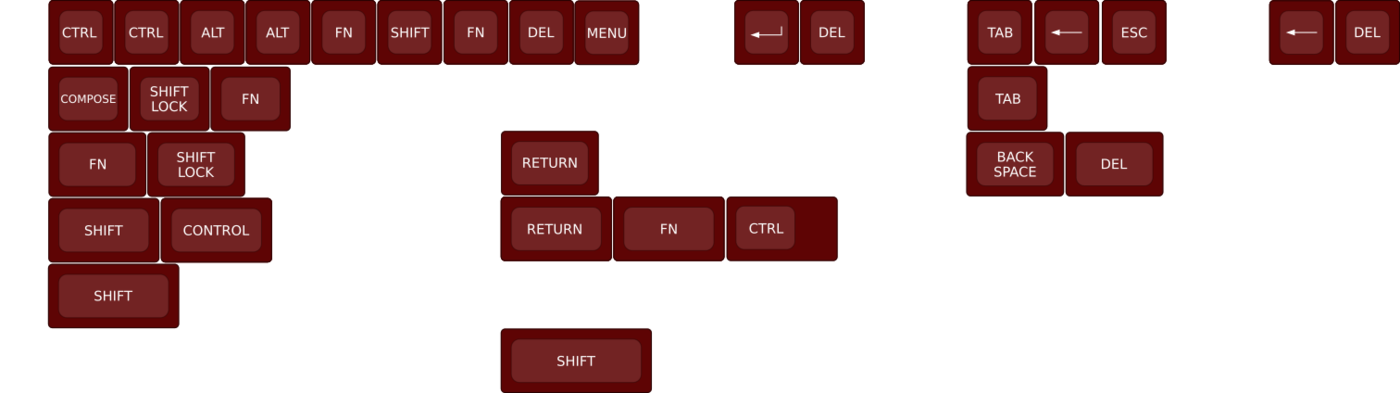 CTRL CTRL ALT ALT FN SHIFT FN DEL MENU ← DEL TAB ← ESC ← DEL
COMPOSE SHIFT LOCK FN TAB
FN SHIFT LOCK RETURN BACK SPACE DEL
SHIFT CONTROL RETURN FN CTRL
SHIFT
SHIFT